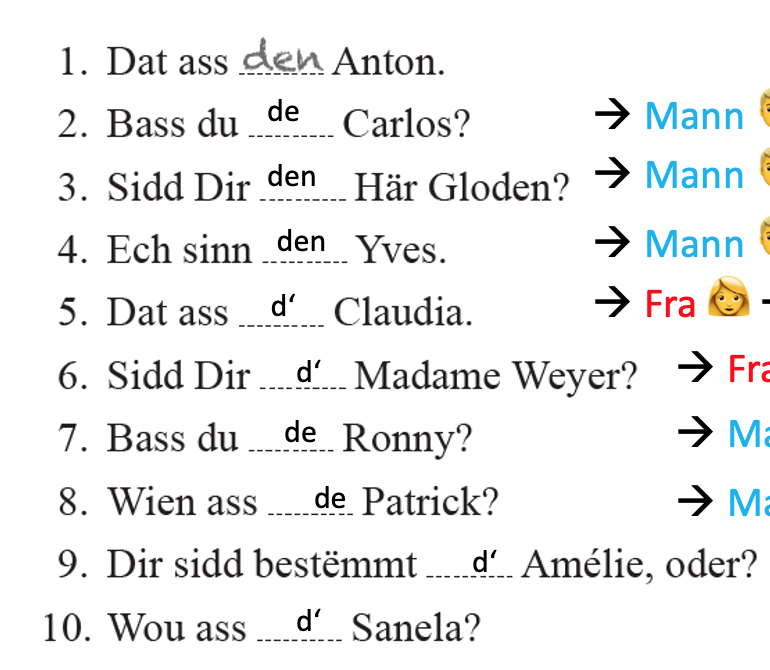 1. Dat ass den Anton.
2. Bass du de Carlos? → Mann
3. Sidd Dir den Här Gloden? → Mann
4. Ech sinn den Yves. → Mann
5. Dat ass d‘ Claudia. → Fra -
6. Sidd Dir d‘ Madame Weyer? → Fra
7. Bass du de Ronny? → Ma
8. Wien ass de Patrick? → Ma
9. Dir sidd bestëmmt d‘ Amélie, oder?
10. Wou ass d‘ Sanela?